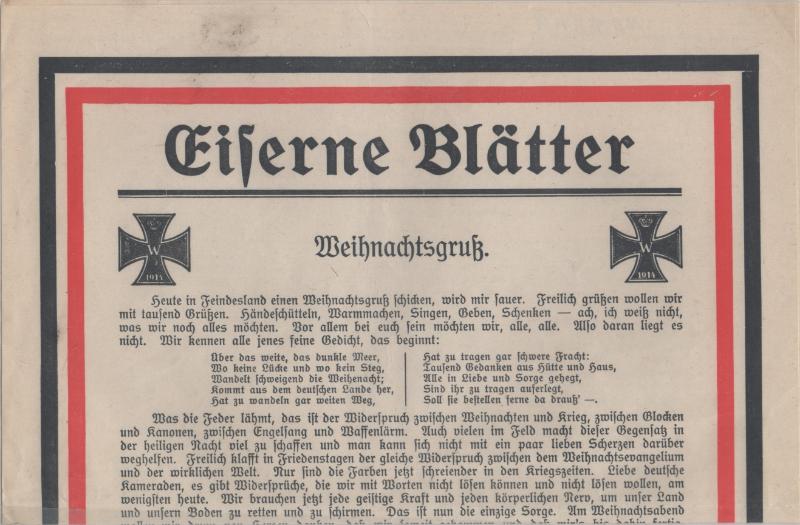 Eiserne Blätter
W
1914
Weihnachtsgruß.
W
1914
Heute in Feindesland einen Weihnachtsgruß schicken, wird mir sauer. Freilich grüßen wollen wir
mit tausend Grüßen. Händeschütteln, Warmmachen, Singen, Geben, Schenken — ach, ich weiß nicht,
was wir noch alles möchten. Vor allem bei euch sein möchten wir, alle, alle. Also daran liegt es
nicht. Wir kennen alle jenes feine Gedicht, das beginnt:
Über das weite, das dunkle Meer,
Wo keine Lücke und wo kein Steg,
Wandelt schweigend die Weihenacht;
Kommt aus dem deutschen Lande her,
Hat zu wandeln gar weiten Weg,
Hat zu tragen gar schwere Fracht:
Tausend Gedanken aus Hütte und Haus,
Alle in Liebe und Sorge gehegt,
Sind ihr zu tragen auferlegt,
Soll sie bestellen ferne da drauß' —.
Was die Feder lähmt, das ist der Widerspruch zwischen Weihnachten und Krieg, zwischen Glocken
und Kanonen, zwischen Engelsang und Waffenlärm. Auch vielen im Feld macht dieser Gegensatz in
der heiligen Nacht viel zu schaffen und man kann sich nicht mit ein paar lieben Scherzen darüber
weghelfen. Freilich klafft in Friedenstagen der gleiche Widerspruch zwischen dem Weihnachtsevangelium
und der wirklichen Welt. Nur sind die Farben jetzt schreiender in den Kriegszeiten. Liebe deutsche
Kameraden, es gibt Widersprüche, die wir mit Worten nicht lösen können und nicht lösen wollen, am
wenigsten heute. Wir brauchen jetzt jede geistige Kraft und jeden körperlichen Nerv, um unser Land
und unsern Boden zu retten und zu schirmen. Das ist nun die einzige Sorge. Am Weihnachtsabend